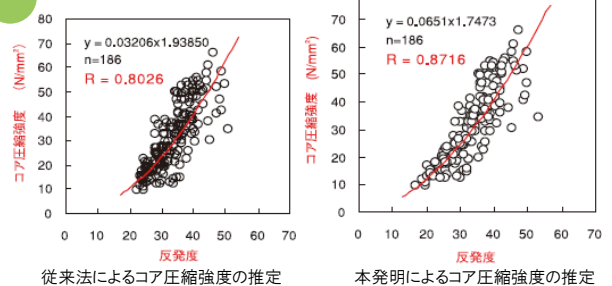 80
70
60
50
40
30
20
10
0
コア圧縮強度 (N/mm²)
y = 0.03206x1.93850
n=186
R = 0.8026
0 10 20 30 40 50 60 70
反発度
従来法によるコア圧縮強度の推定
70
60
50
40
30
20
10
0
コア圧縮強度 (N/mm²)
y = 0.0651x1.7473
n=186
R = 0.8716
0 10 20 30 40 50 60 70
反発度
本発明によるコア圧縮強度の推定